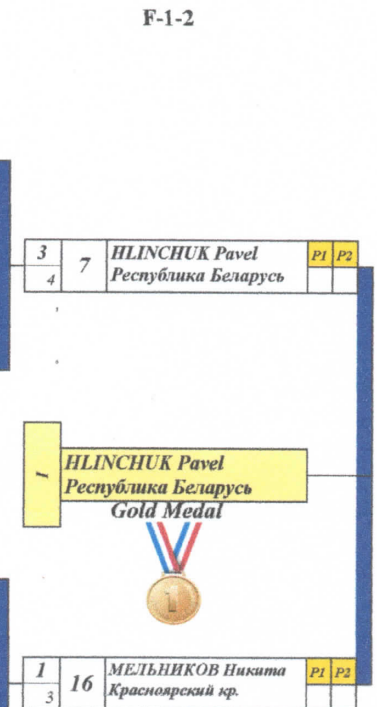 F-1-2
3 7 HLINCHUK Pavel P1 P2
4 Республика Беларусь
1 HLINCHUK Pavel
Республика Беларусь
Gold Medal
1
1 16 МЕЛЬНИКОВ Никита P1 P2
3 Красноярский кр.